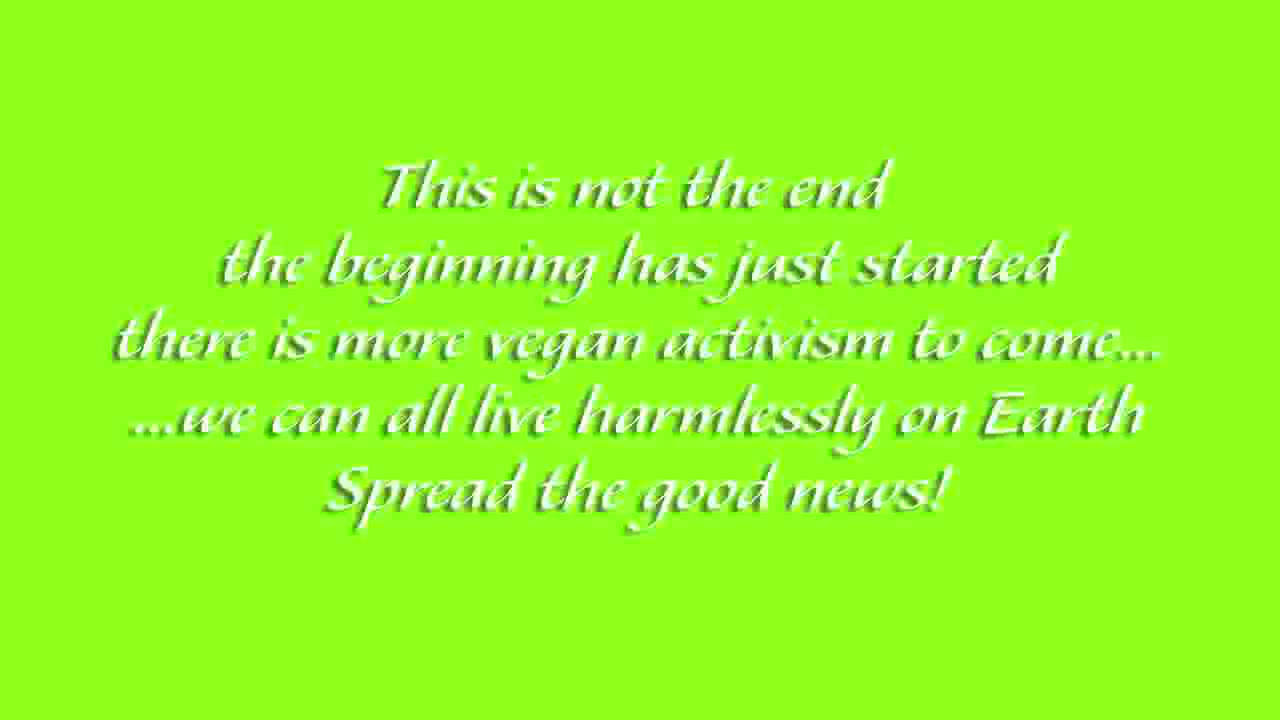 This is not the end
the beginning has just started
there is more vegan activism to come....
...we can all live harmlessly on Earth
Spread the good news!